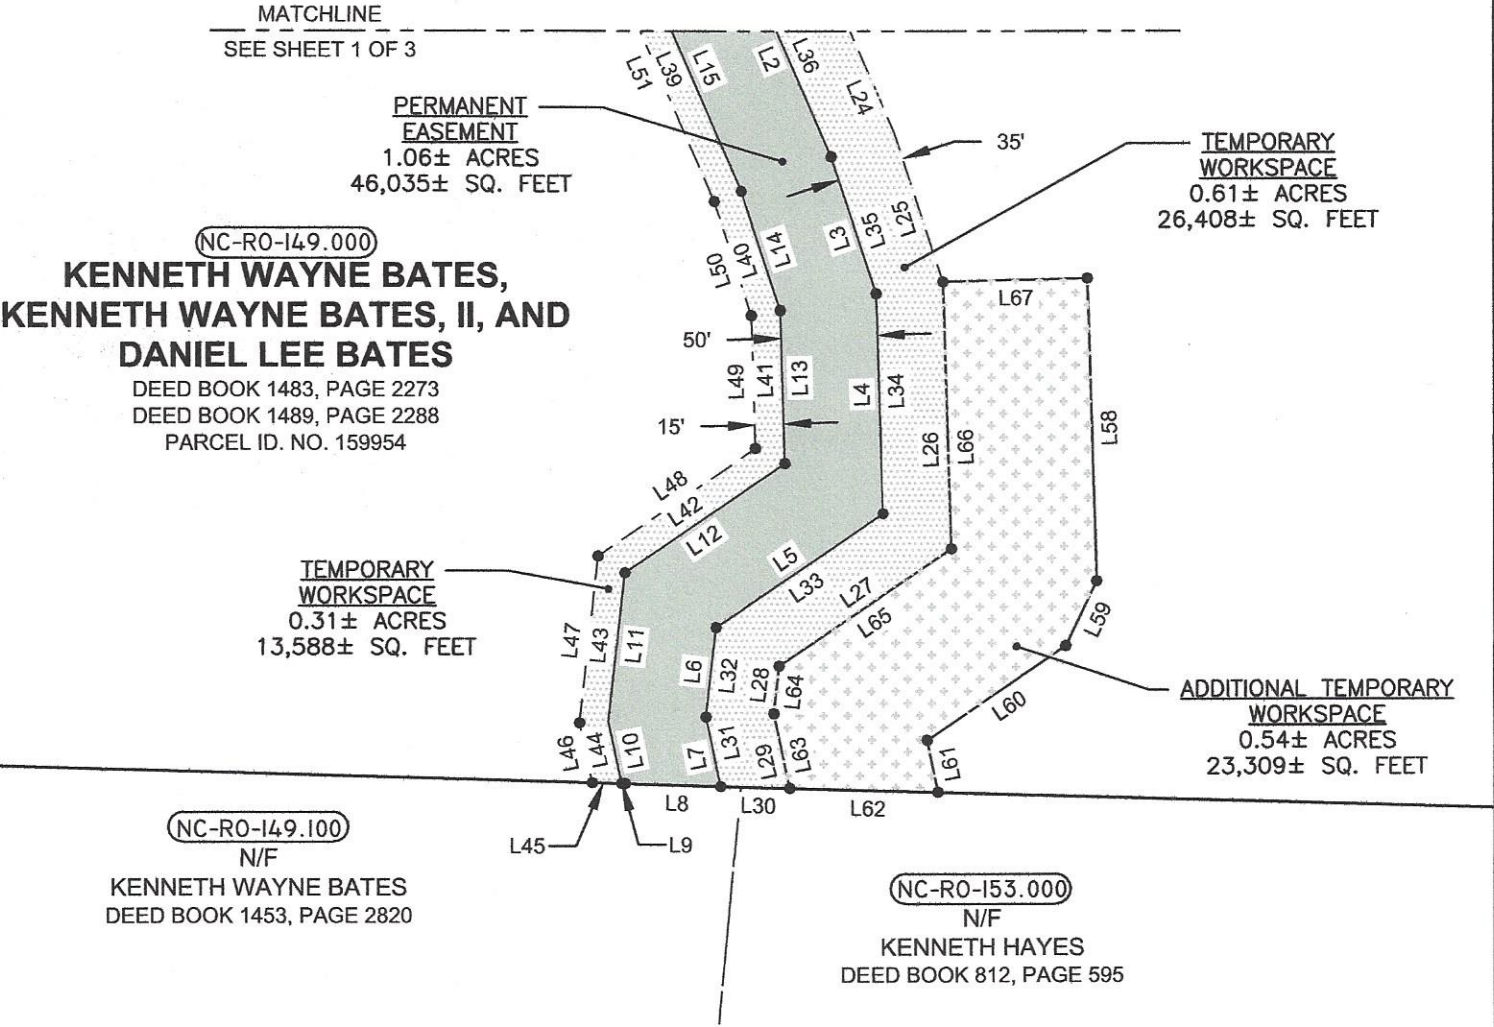 MATCHLINE
SEE SHEET 1 OF 3
L51
L39
L15
L2
L36
L24
PERMANENT
EASEMENT
1.06± ACRES
46,035± SQ. FEET
35'
TEMPORARY
WORKSPACE
0.61± ACRES
26,408± SQ. FEET
NC-RO-149.000
KENNETH WAYNE BATES,
KENNETH WAYNE BATES, II, AND
DANIEL LEE BATES
DEED BOOK 1483, PAGE 2273
DEED BOOK 1489, PAGE 2288
PARCEL ID. NO. 159954
L50
L40
L14
L3
L35
L25
L67
50'
L49
L41
L13
L4
L34
L26
L66
L58
15'
L48
L42
L12
L5
L33
L27
L65
L59
TEMPORARY
WORKSPACE
0.31± ACRES
13,588± SQ. FEET
L47
L43
L11
L6
L32
L28
L64
L60
ADDITIONAL TEMPORARY
WORKSPACE
0.54± ACRES
23,309± SQ. FEET
L46
L44
L10
L7
L31
L29
L63
L61
L8
L30
L62
L45
L9
NC-RO-149.100
N/F
KENNETH WAYNE BATES
DEED BOOK 1453, PAGE 2820
NC-RO-153.000
N/F
KENNETH HAYES
DEED BOOK 812, PAGE 595